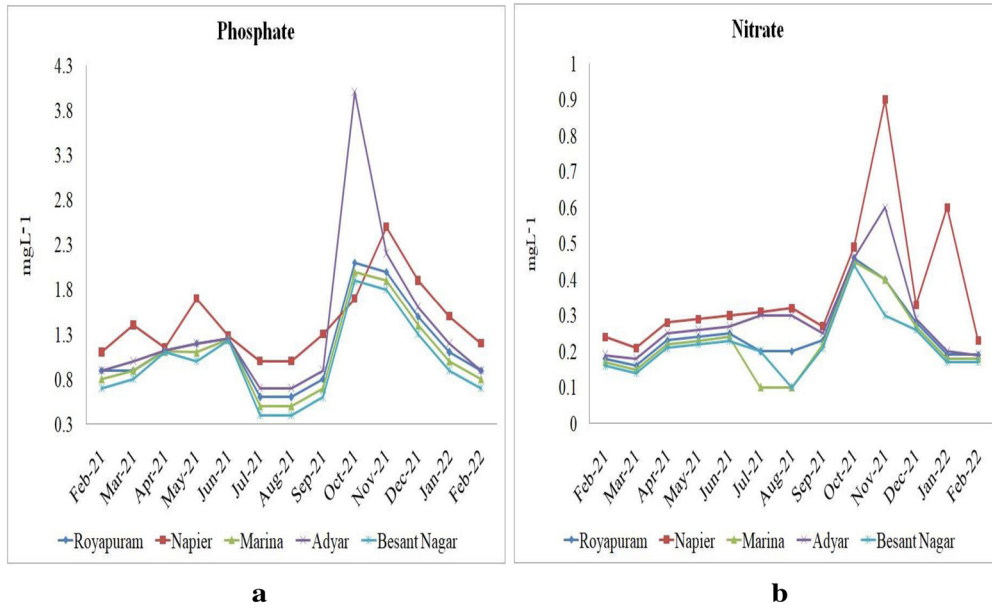 Phosphate
mgL-1
4.3
3.8
3.3
2.8
2.3
1.8
1.3
0.8
0.3
Feb-21
Mar-21
Apr-21
May-21
Jun-21
Jul-21
Aug-21
Sep-21
Oct-21
Nov-21
Dec-21
Jan-22
Feb-22
Royapuram Napier Marina Adyar Besant Nagar
a
Nitrate
mgL-1
1
0.9
0.8
0.7
0.6
0.5
0.4
0.3
0.2
0.1
0
Feb-21
Mar-21
Apr-21
May-21
Jun-21
Jul-21
Aug-21
Sep-21
Oct-21
Nov-21
Dec-21
Jan-22
Feb-22
Royapuram Napier Marina Adyar Besant Nagar
b